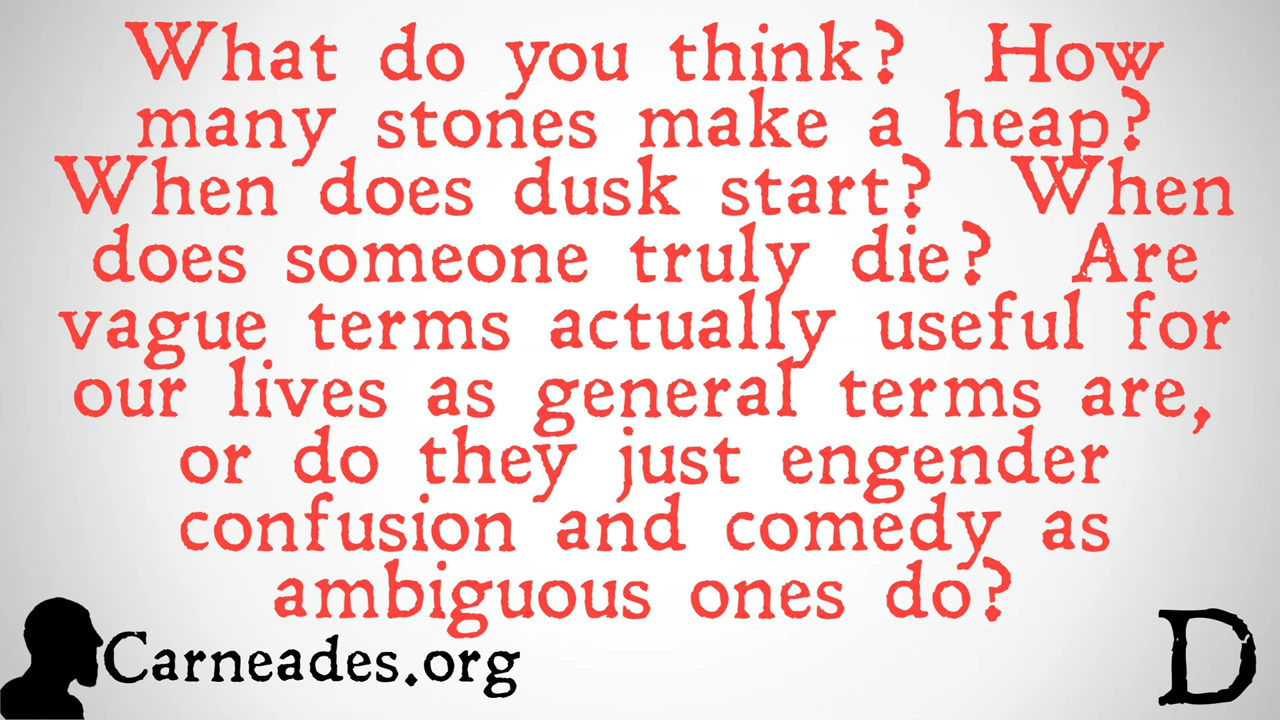 What do you think? How
many stones make a heap?
When does dusk start? When
does someone truly die? Are
vague terms actually useful for
our lives as general terms are,
or do they just engender
confusion and comedy as
ambiguous ones do?
Carneades.org
D